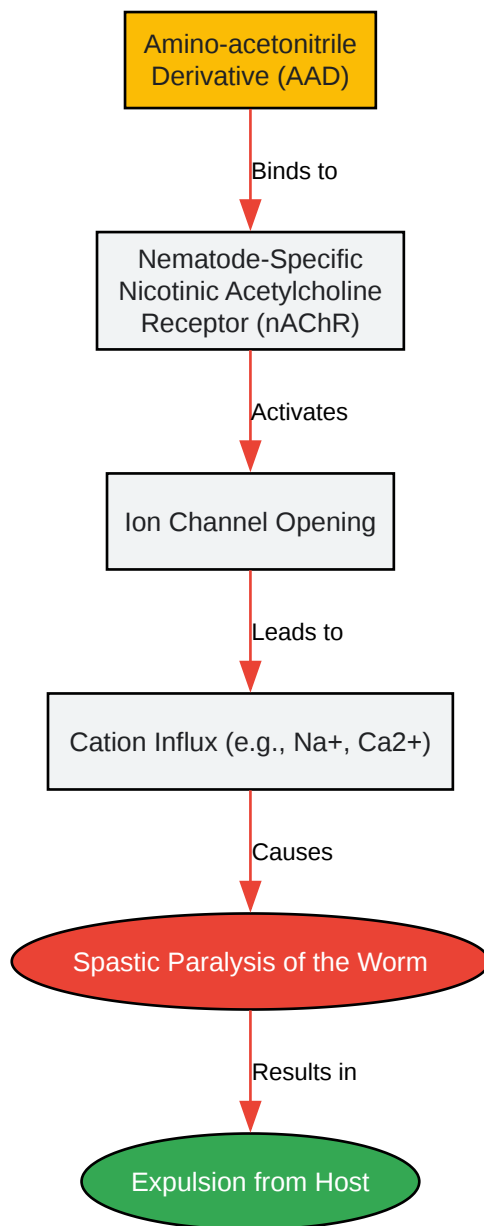 Amino-acetonitrile
Derivative (AAD)
Binds to
Nematode-Specific
Nicotinic Acetylcholine
Receptor (nAChR)
Activates
Ion Channel Opening
Leads to
Cation Influx (e.g., Na+, Ca2+)
Causes
Spastic Paralysis of the Worm
Results in
Expulsion from Host